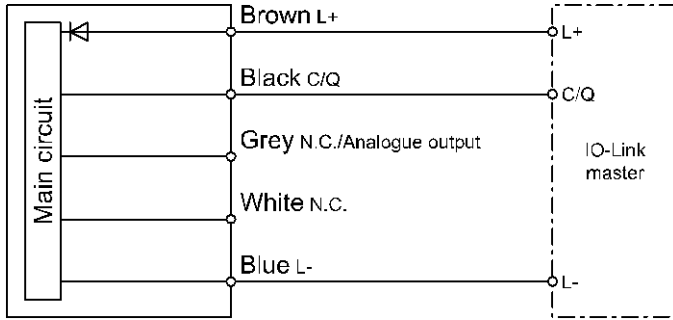 Brown L+
L+
Black C/Q
C/Q
Grey N.C./Analogue output
IO-Link
master
Main circuit
White N.C.
Blue L-
L-